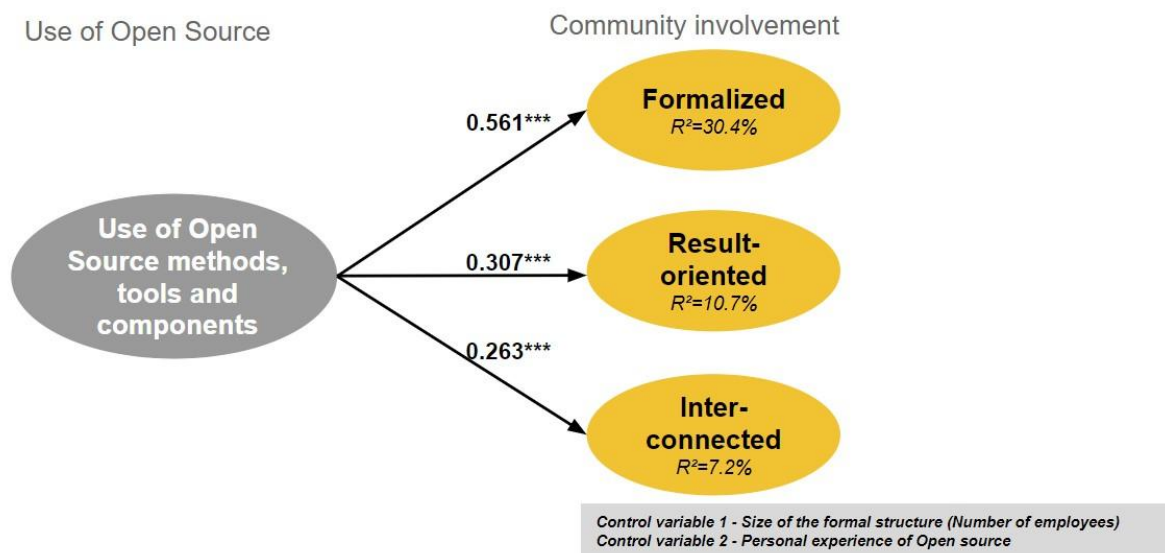 Use of Open Source
Community involvement
Formalized
R²=30.4%
0.561***
Use of Open
Source methods,
tools and
components
0.307***
Result-
oriented
R²=10.7%
0.263***
Inter-
connected
R²=7.2%
Control variable 1 - Size of the formal structure (Number of employees)
Control variable 2 - Personal experience of Open source